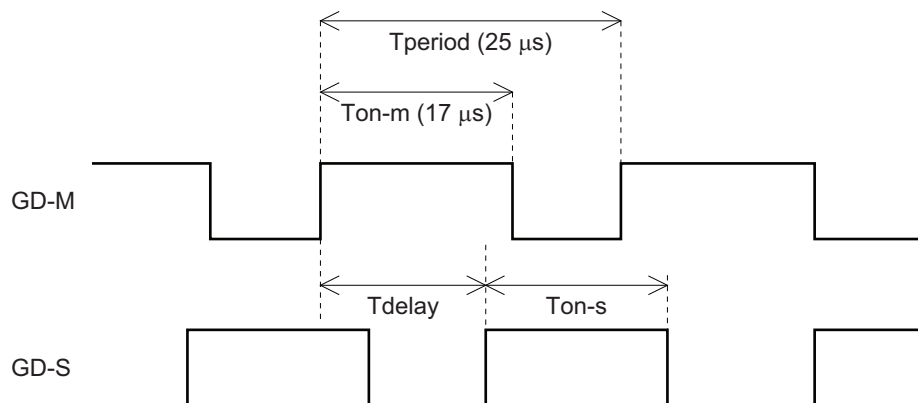 Tperiod (25 μs)
Ton-m (17 μs)
GD-M
Tdelay
Ton-s
GD-S